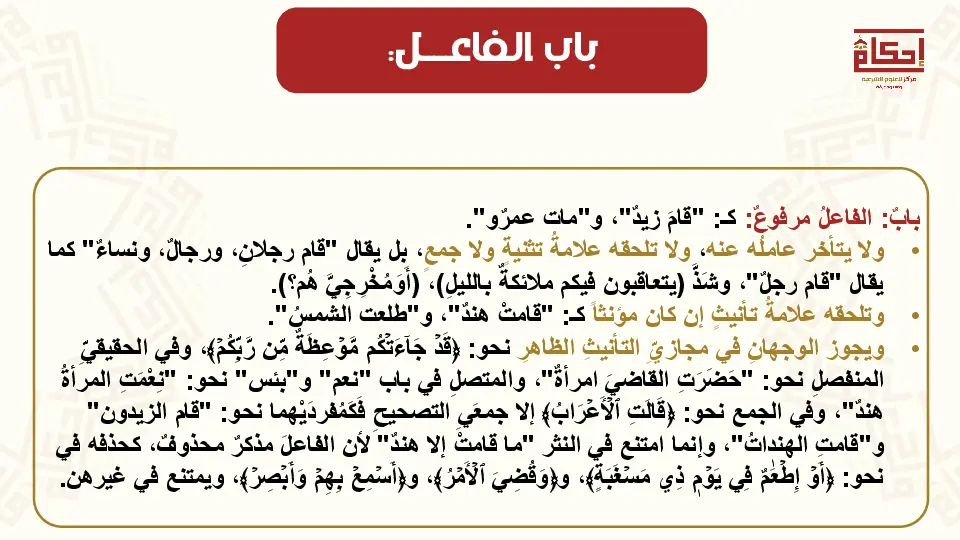 باب الفاعـــل:
إحكام
مركز للعلوم الشرعية
بابٌ: الفاعلُ مرفوعٌ: كـ: "قامَ زيدٌ"، و"مات عمرٌو".
• ولا يتأخر عاملُه عنه، ولا تلحقه علامةُ تثنيةٍ ولا جمعٍ، بل يقال "قام رجلانِ، ورجالٌ، ونساءٌ" كما
يقال "قام رجلٌ"، وشَذَّ (يتعاقبون فيكم ملائكةٌ بالليلِ)، (أَوَمُخْرِجِيَّ هُم؟).
• وتلحقه علامةُ تأنيثٍ إن كان مؤنثاً كـ: "قامتْ هندٌ"، و"طلعت الشمسُ".
• ويجوز الوجهانِ في مجازيِّ التأنيثِ الظاهرِ نحو: ﴿قَدْ جَآءَتْكُم مَّوْعِظَةٌ مِّن رَّبِّكُمْ﴾، وفي الحقيقيِّ
المنفصلِ نحو: "حَضَرَتِ القاضيَ امرأةٌ"، والمتصلِ في باب "نعم" و"بئس" نحو: "نِعْمَتِ المرَأةُ
هندٌ"، وفي الجمع نحو: ﴿قَالَتِ ٱلْأَعْرَابُ﴾ إلا جمعَيِ التصحيحِ فَكَمُفردَيْهِما نحو: "قام الزيدون"
و"قامتِ الهنداتُ"، وإنما امتنع في النثر "ما قامتْ إلا هندٌ" لأن الفاعلَ مذكرٌ محذوفٌ، كحذفه في
نحو: ﴿أَوْ إِطْعَٰمٌ فِي يَوْمٍ ذِي مَسْغَبَةٍ﴾، و﴿وَقُضِيَ ٱلْأَمْرُ﴾، و﴿أَسْمِعْ بِهِمْ وَأَبْصِرْ﴾، ويمتنع في غيرهن.